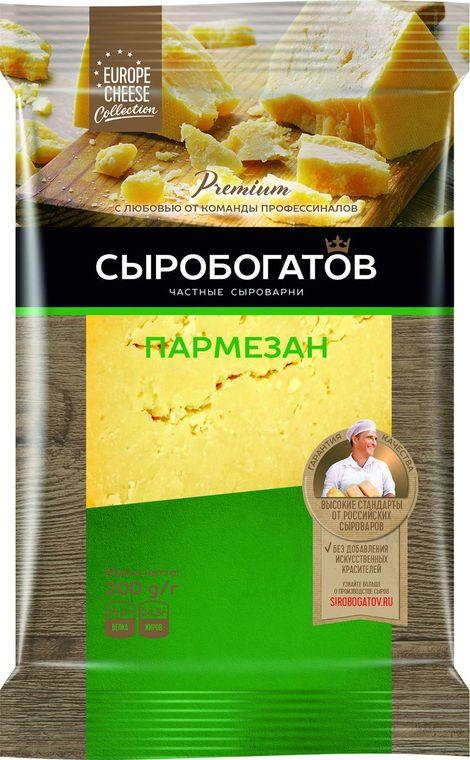 EUROPE
CHEESE
Collection
Premium
С ЛЮБОВЬЮ ОТ КОМАНДЫ ПРОФЕССИНАЛОВ
СЫРОБОГАТОВ
ЧАСТНЫЕ СЫРОВАРНИ
ПАРМЕЗАН
ГАРАНТИЯ КАЧЕСТВА
ВЫСОКИЕ СТАНДАРТЫ
ОТ РОССИЙСКИХ
СЫРОВАРОВ
✓ БЕЗ ДОБАВЛЕНИЯ
ИСКУССТВЕННЫХ
КРАСИТЕЛЕЙ
УЗНАЙТЕ БОЛЬШЕ
О ПРОИЗВОДСТВЕ СЫРОВ
SIROBOGATOV.RU
200 g/г
БЕЛКА ЖИРОВ